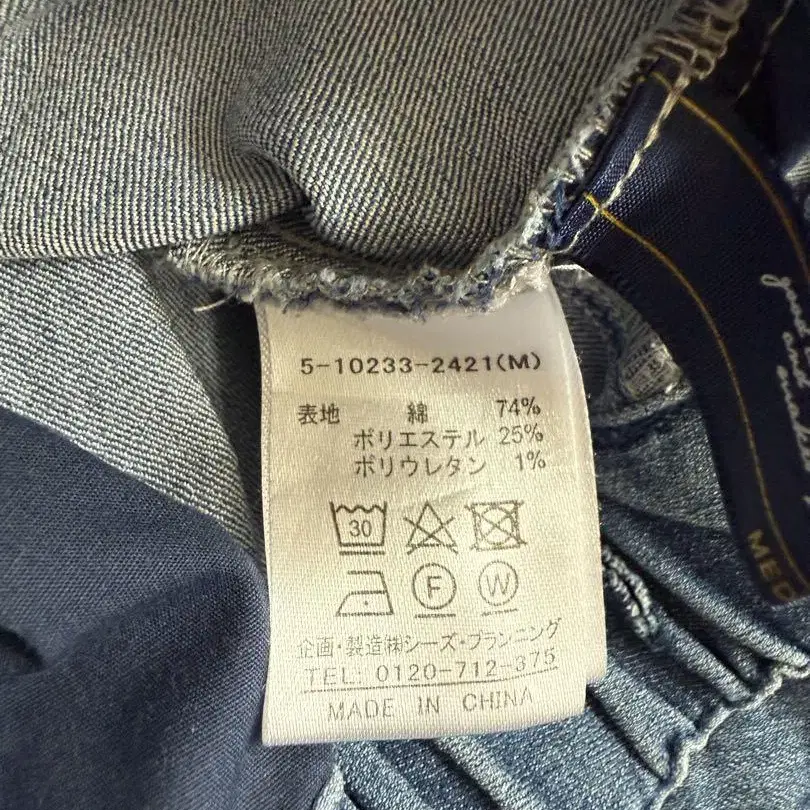 5-10233-2421(M)
表地 綿 74%
ポリエステル 25%
ポリウレタン 1%
30
F W
企画・製造㈱シーズ・プランニング
TEL: 0120-712-375
MADE IN CHINA